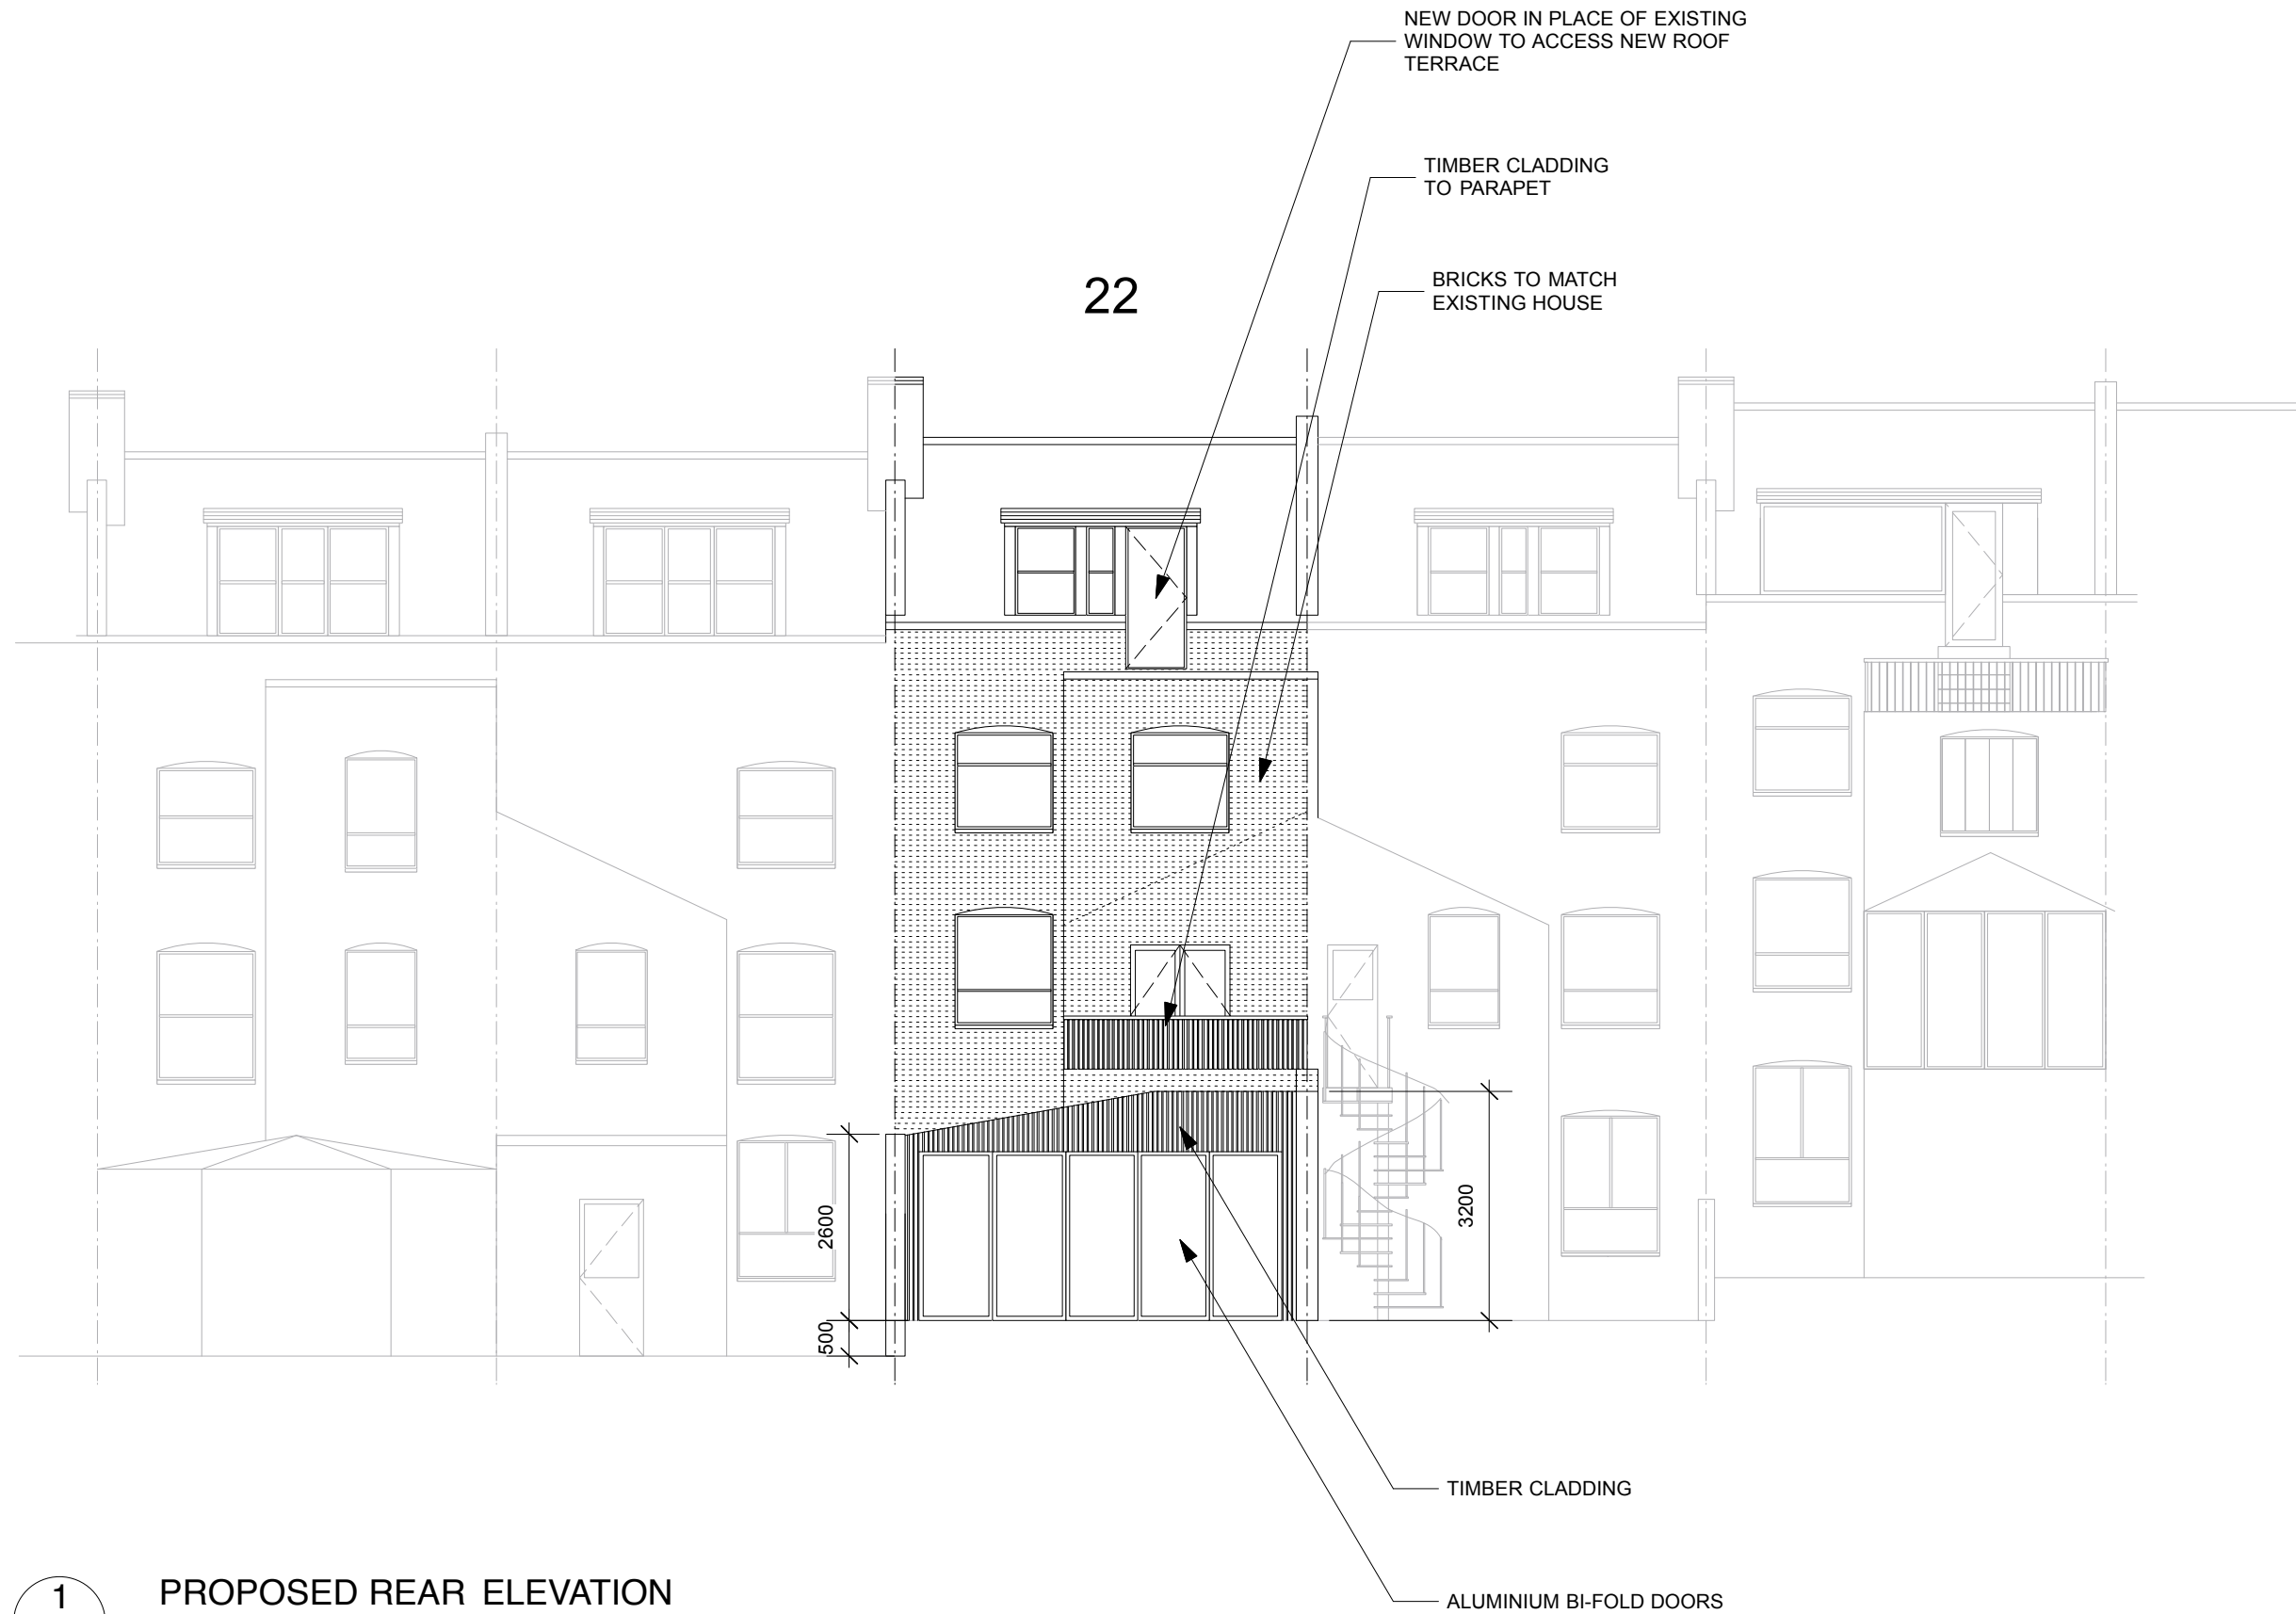 NEW DOOR IN PLACE OF EXISTING
WINDOW TO ACCESS NEW ROOF
TERRACE
TIMBER CLADDING
TO PARAPET
BRICKS TO MATCH
EXISTING HOUSE
22
2600
500
3200
TIMBER CLADDING
ALUMINIUM BI-FOLD DOORS
1
PROPOSED REAR ELEVATION